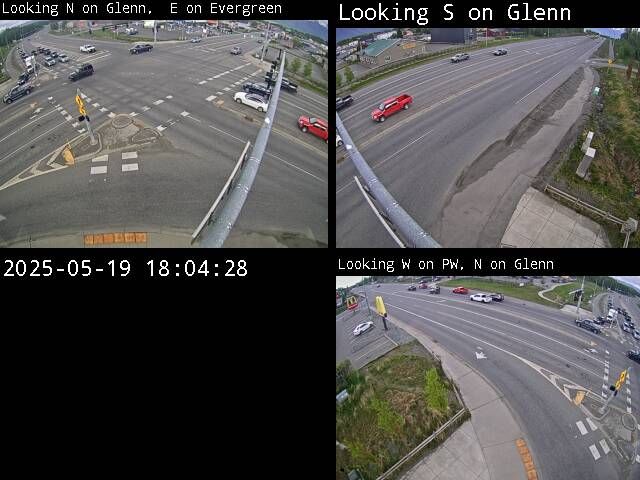 Looking N on Glenn,  E on Evergreen
Looking S on Glenn
2025-05-19 18:04:28
Looking W on PW, N on Glenn